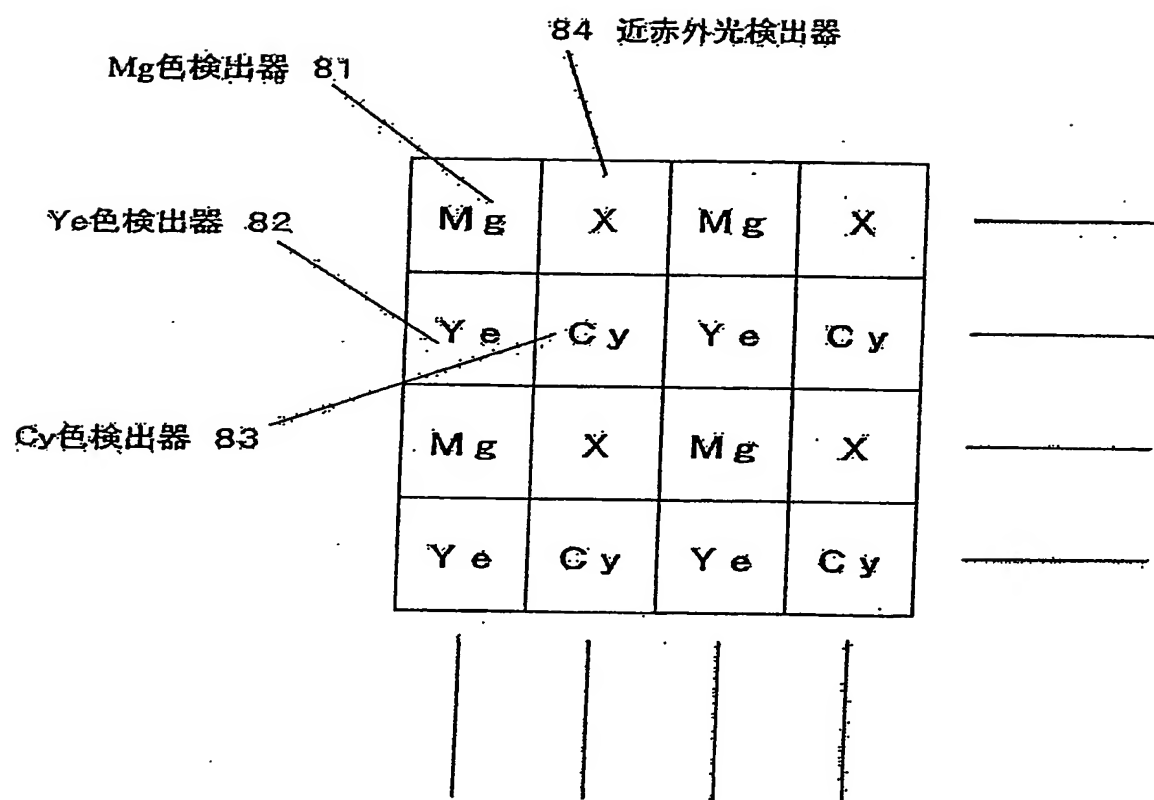 84 近赤外光検出器
Mg色検出器 81
Mg X Mg X
Ye色検出器 82
Ye Cy Ye Cy
Cy色検出器 83
Mg X Mg X
Ye Cy Ye Cy